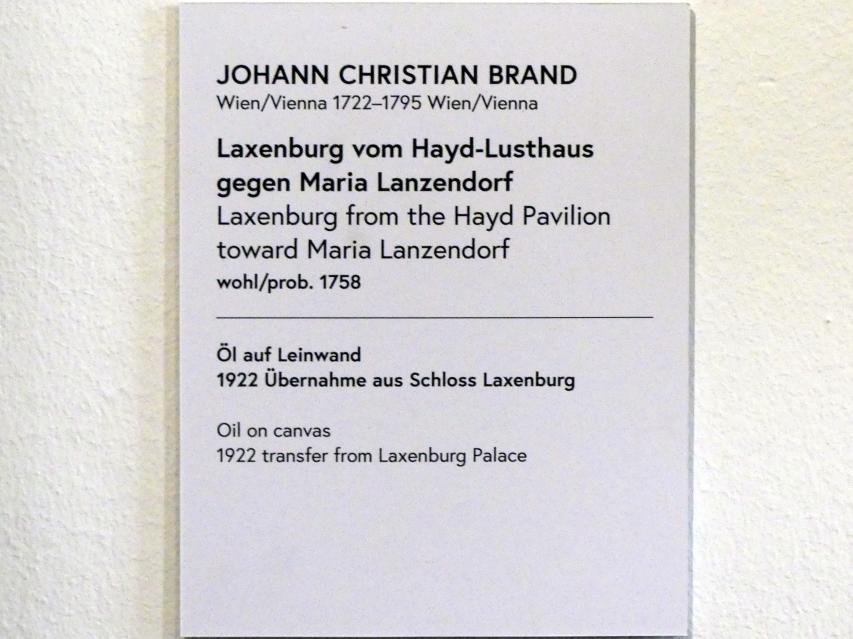 JOHANN CHRISTIAN BRAND
Wien/Vienna 1722–1795 Wien/Vienna
Laxenburg vom Hayd-Lusthaus
gegen Maria Lanzendorf
Laxenburg from the Hayd Pavilion
toward Maria Lanzendorf
wohl/prob. 1758
Öl auf Leinwand
1922 Übernahme aus Schloss Laxenburg
Oil on canvas
1922 transfer from Laxenburg Palace